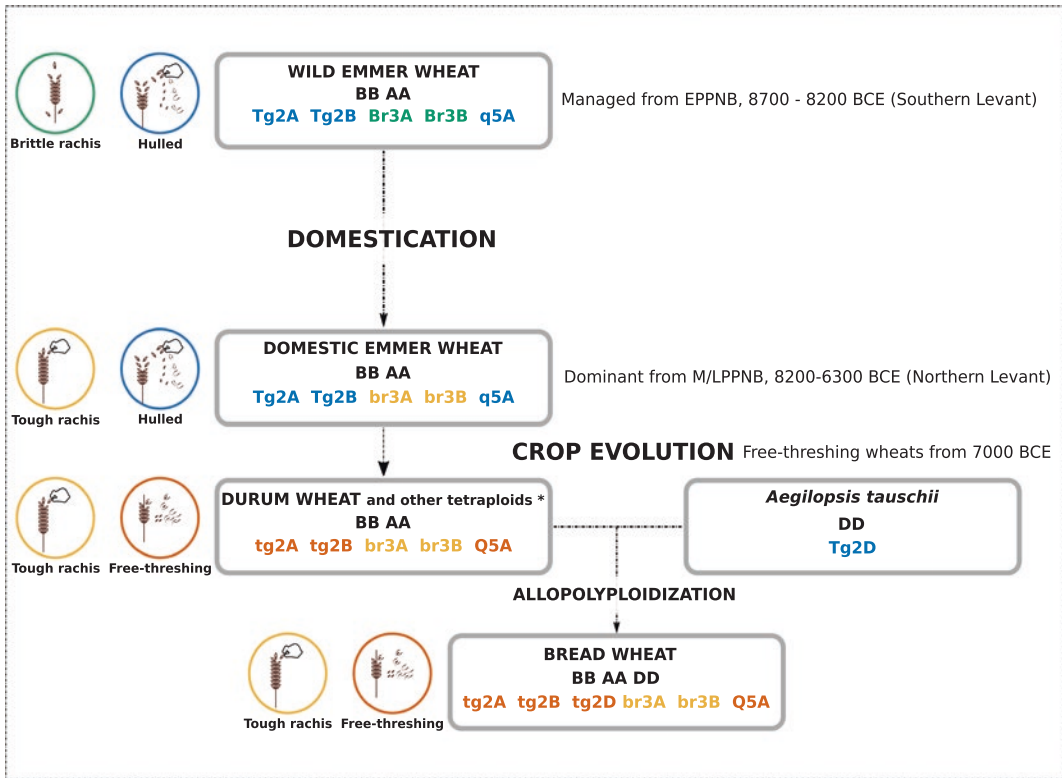 WILD EMMER WHEAT
BB AA
Tg2A Tg2B Br3A Br3B q5A
Managed from EPPNB, 8700 - 8200 BCE (Southern Levant)
Brittle rachis
Hulled
DOMESTICATION
DOMESTIC EMMER WHEAT
BB AA
Tg2A Tg2B br3A br3B q5A
Dominant from M/LPPNB, 8200-6300 BCE (Northern Levant)
Tough rachis
Hulled
CROP EVOLUTION Free-threshing wheats from 7000 BCE
DURUM WHEAT and other tetraploids *
BB AA
tg2A tg2B br3A br3B Q5A
Tough rachis
Free-threshing
Aegilopsis tauschii
DD
Tg2D
ALLOPOLYPLOIDIZATION
BREAD WHEAT
BB AA DD
tg2A tg2B tg2D br3A br3B Q5A
Tough rachis
Free-threshing